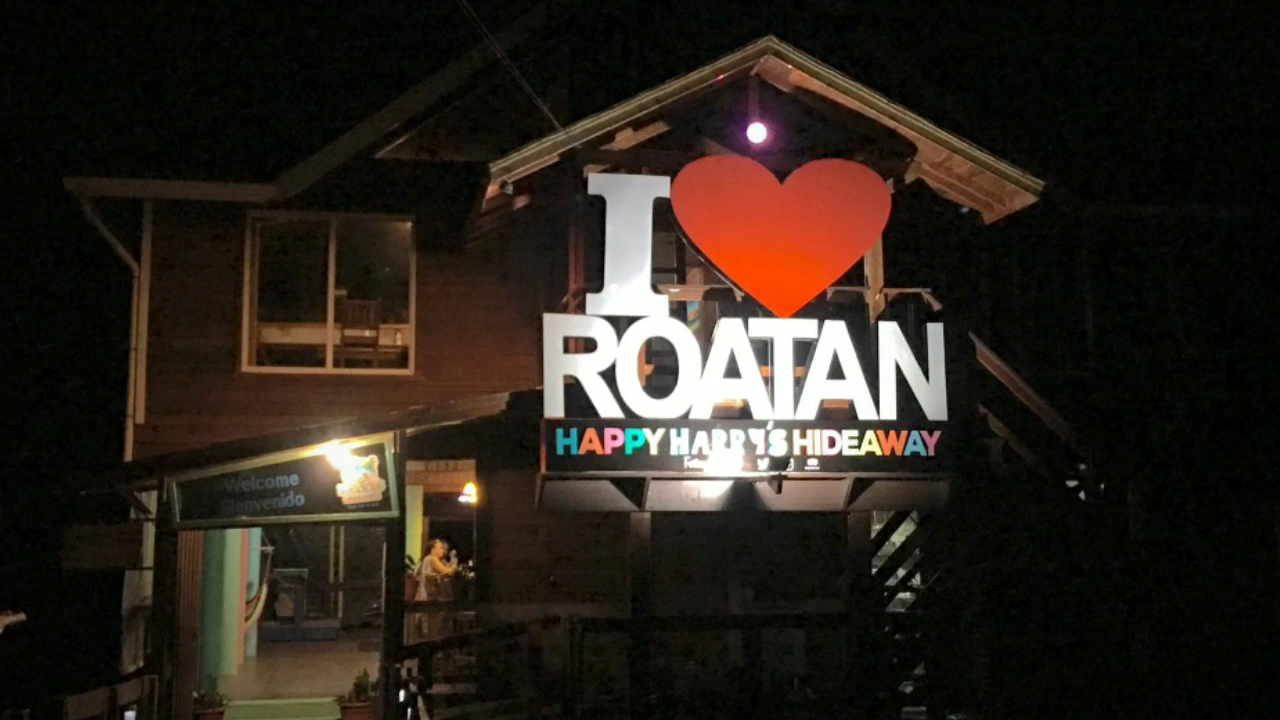 I
ROATAN
HAPPY HARRY'S HIDEAWAY
Welcome
Bienvenido